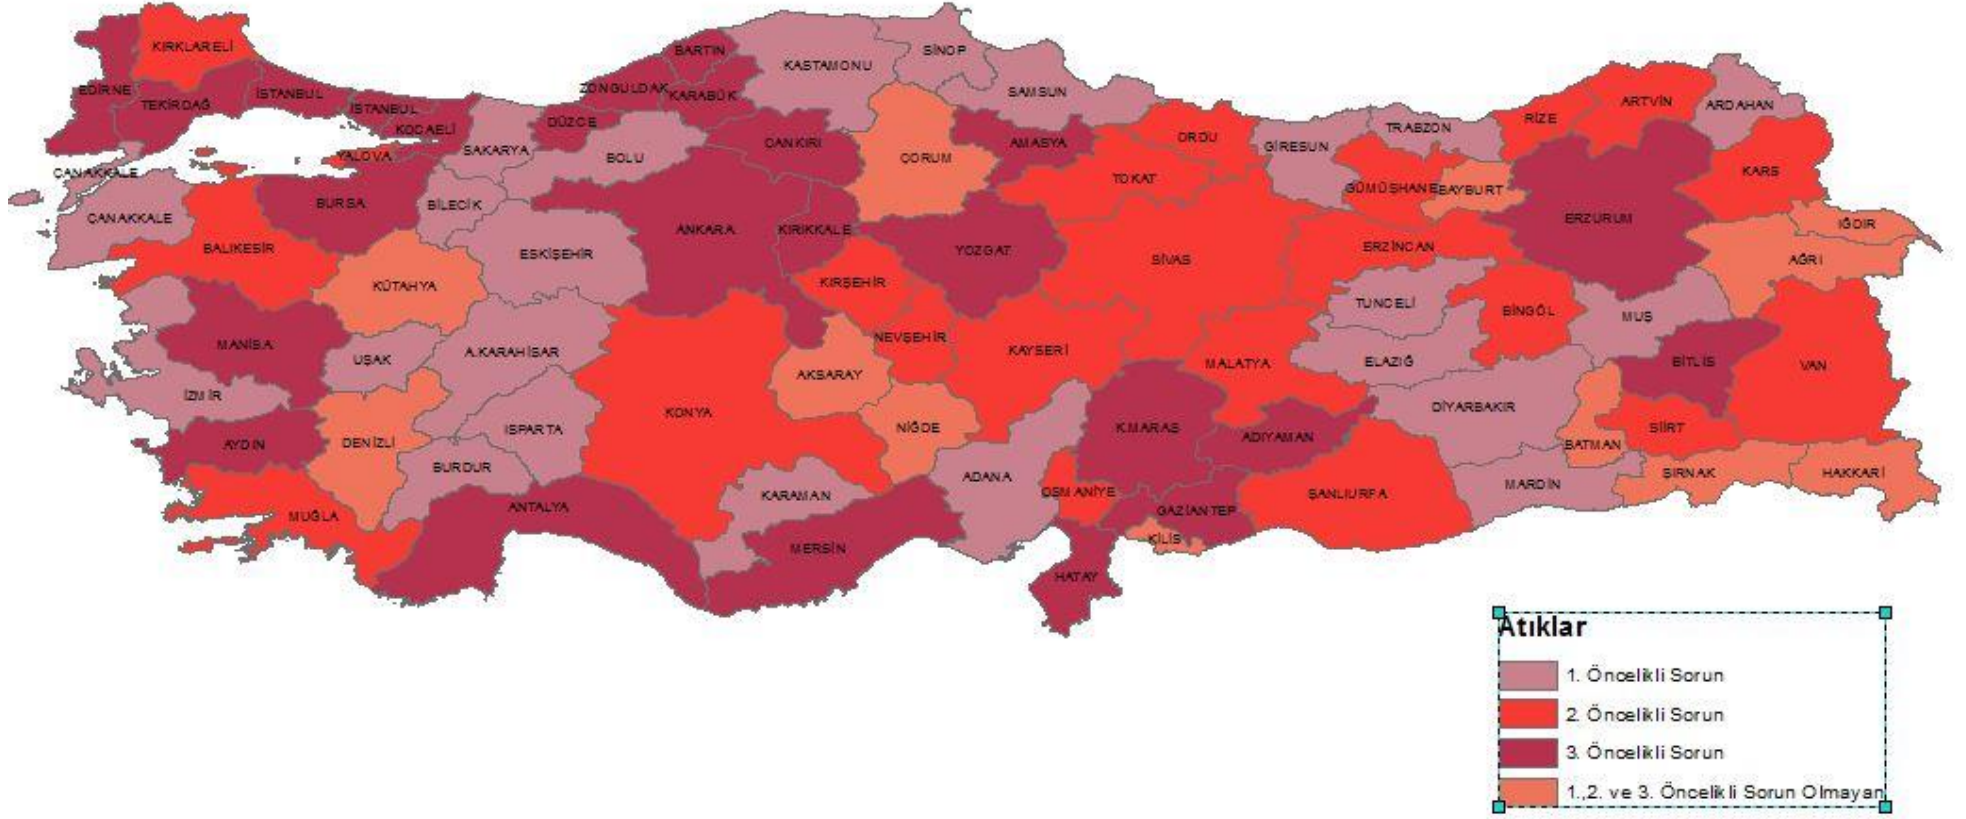 KIRKLARELİ
EDİRNE
TEKİRDAĞ
İSTANBUL
İSTANBUL
KOCAELİ
YALOVA
ÇANAKKALE
ÇANAKKALE
BALIKESİR
BURSA
BİLECİK
SAKARYA
DÜZCE
BOLU
ZONGULDAK
BARTIN
KARABÜK
KASTAMONU
SİNOP
SAMSUN
ÇANKIRI
ÇORUM
AMASYA
TOKAT
ORDU
GİRESUN
TRABZON
GÜMÜŞHANE
BAYBURT
RİZE
ARTVİN
ARDAHAN
KARS
IĞDIR
AĞRI
ERZURUM
ERZİNCAN
SİVAS
YOZGAT
KIRIKKALE
ANKARA
ESKİŞEHİR
KÜTAHYA
MANİSA
UŞAK
A.KARAHİSAR
İZMİR
AYDIN
DENİZLİ
MUĞLA
BURDUR
ISPARTA
ANTALYA
KONYA
KARAMAN
MERSİN
AKSARAY
NİĞDE
NEVŞEHİR
KIRŞEHİR
KAYSERİ
ADANA
OSMANİYE
HATAY
KİLİS
GAZİANTEP
K.MARAS
ADIYAMAN
MALATYA
ŞANLIURFA
ELAZIĞ
TUNCELİ
BİNGÖL
MUŞ
BİTLİS
VAN
DİYARBAKIR
BATMAN
SİİRT
MARDİN
ŞIRNAK
HAKKARİ
Atıklar
1. Öncelikli Sorun
2. Öncelikli Sorun
3. Öncelikli Sorun
1.,2. ve 3. Öncelikli Sorun Olmayan